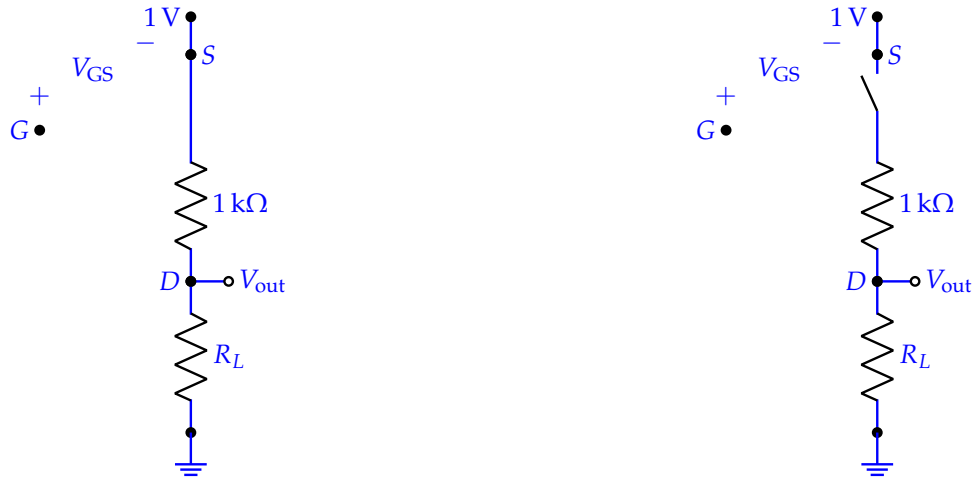 1 V
−
S
V_GS
+
G
1 kΩ
D
V_out
R_L
1 V
−
S
V_GS
+
G
1 kΩ
D
V_out
R_L